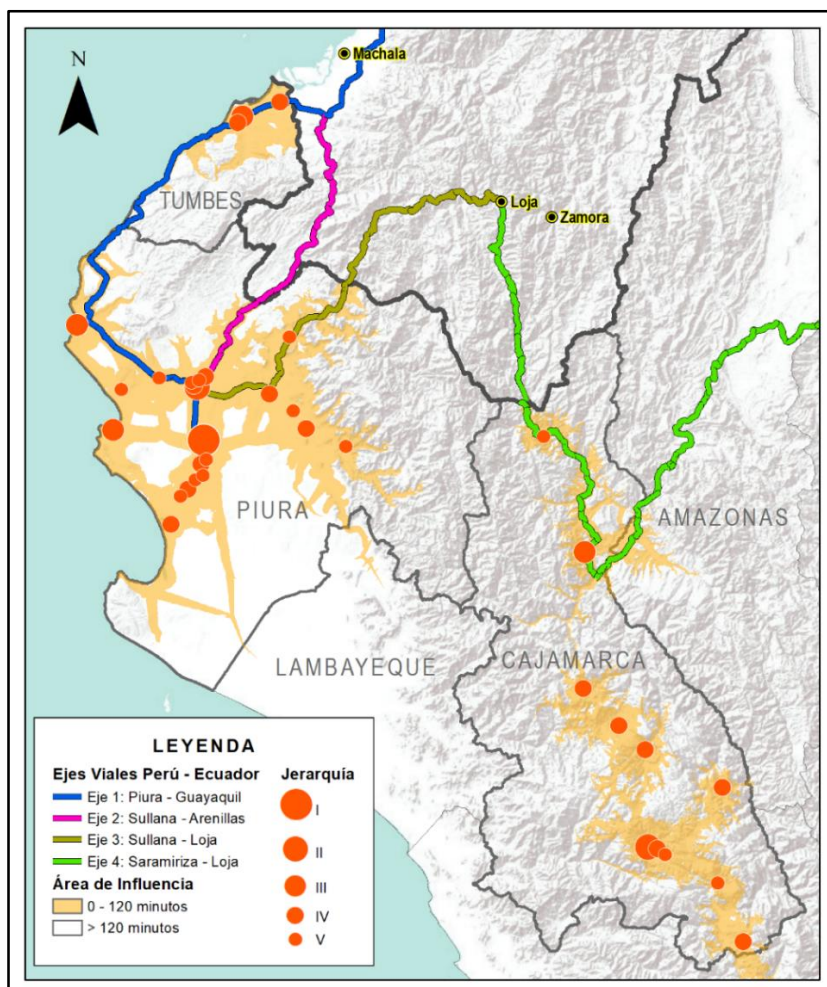 N
Machala
TUMBES
Loja
Zamora
PIURA
AMAZONAS
LAMBAYEQUE
CAJAMARCA
LEYENDA
Ejes Viales Perú - Ecuador
Eje 1: Piura - Guayaquil
Eje 2: Sullana - Arenillas
Eje 3: Sullana - Loja
Eje 4: Saramiriza - Loja
Área de Influencia
0 - 120 minutos
> 120 minutos
Jerarquía
I
II
III
IV
V